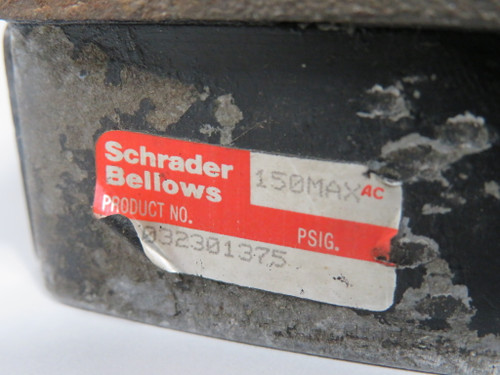 Schrader
Bellows
150MAX AC
PRODUCT NO. PSIG.
032301375